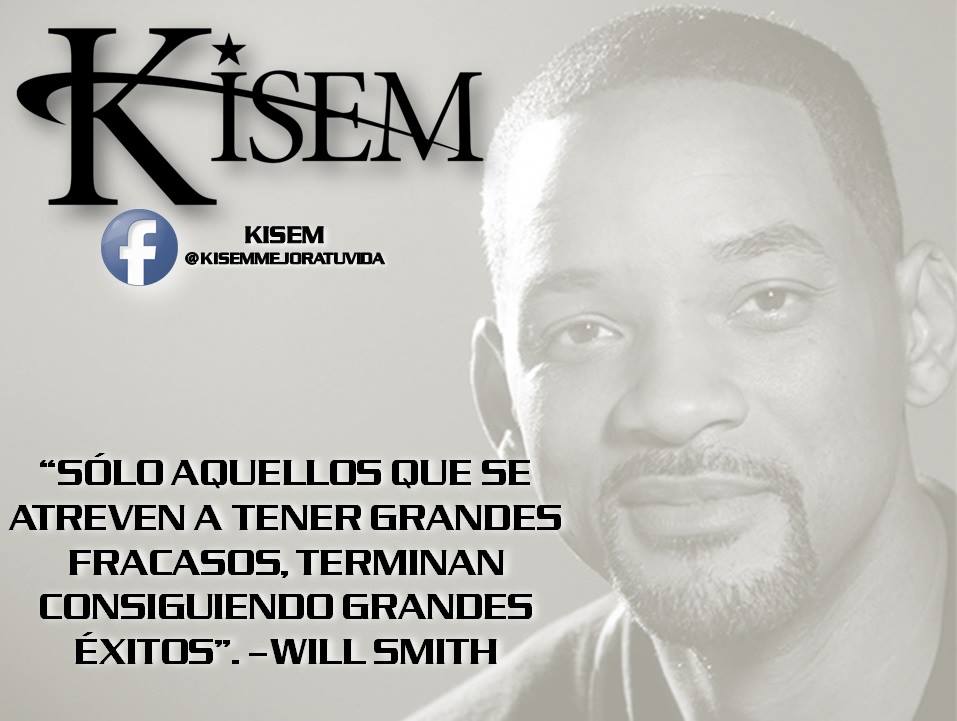 KISEM
KISEM
@KISEMMEJORATUVIDA
“SÓLO AQUELLOS QUE SE
ATREVEN A TENER GRANDES
FRACASOS, TERMINAN
CONSIGUIENDO GRANDES
ÉXITOS”. –WILL SMITH